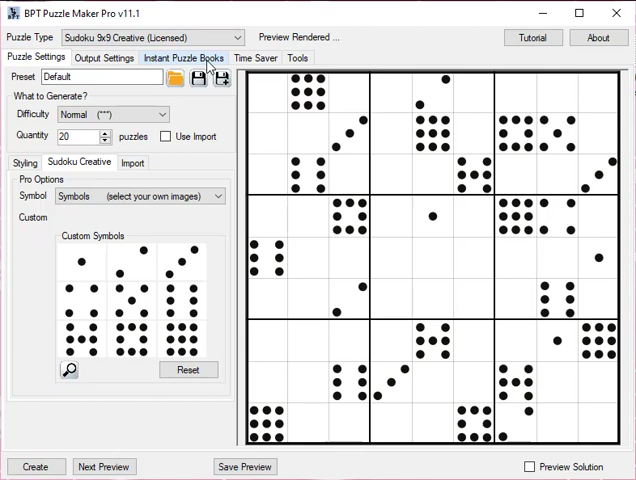 BPT Puzzle Maker Pro v11.1
Puzzle Type Sudoku 9x9 Creative (Licensed) Preview Rendered ... Tutorial About
Puzzle Settings Output Settings Instant Puzzle Books Time Saver Tools
Preset Default
What to Generate?
Difficulty Normal (***)
Quantity 20 puzzles Use Import
Styling Sudoku Creative Import
Pro Options
Symbol Symbols (select your own images)
Custom
Custom Symbols
Reset
Create Next Preview Save Preview Preview Solution